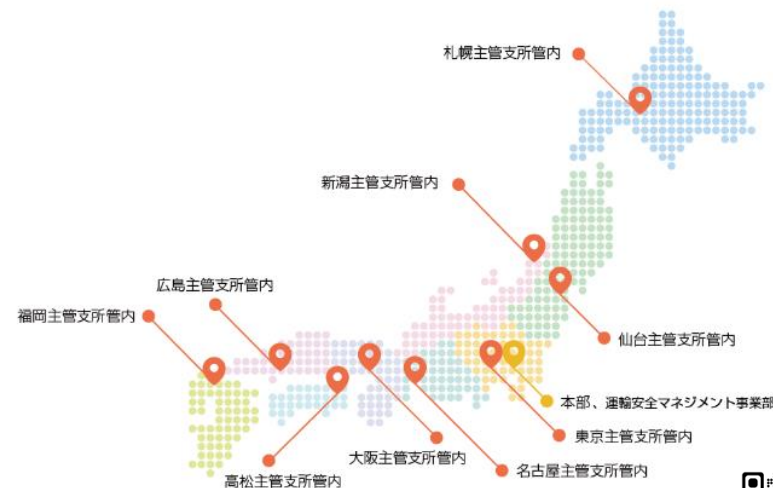 札幌主管支所管内
新潟主管支所管内
広島主管支所管内
福岡主管支所管内
仙台主管支所管内
本部、運輸安全マネジメント事業部
東京主管支所管内
大阪主管支所管内
名古屋主管支所管内
高松主管支所管内